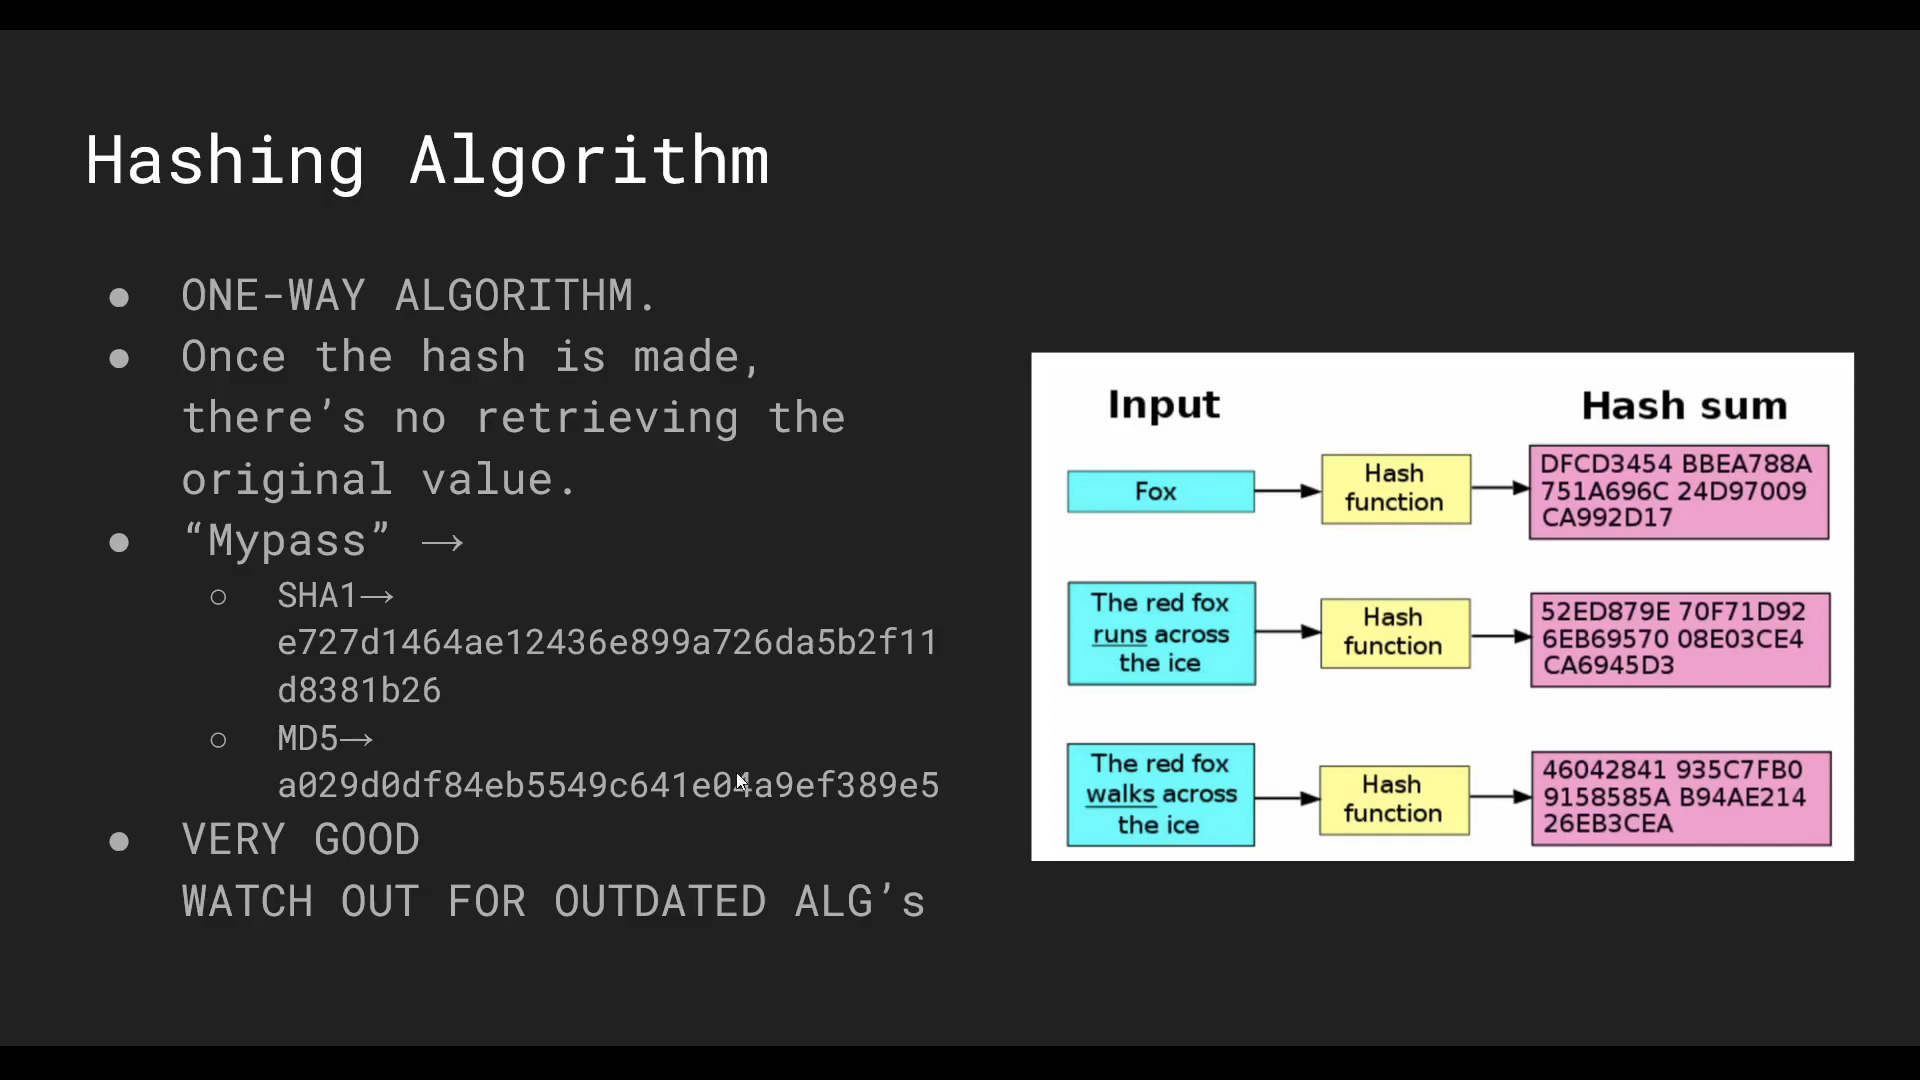 Hashing Algorithm
● ONE-WAY ALGORITHM.
● Once the hash is made,
there’s no retrieving the
original value.
● “Mypass” →
○ SHA1→
e727d1464ae12436e899a726da5b2f11
d8381b26
○ MD5→
a029d0df84eb5549c641e04a9ef389e5
● VERY GOOD
WATCH OUT FOR OUTDATED ALG’s
Input
Hash sum
Fox
Hash
function
DFCD3454 BBEA788A
751A696C 24D97009
CA992D17
The red fox
runs across
the ice
Hash
function
52ED879E 70F71D92
6EB69570 08E03CE4
CA6945D3
The red fox
walks across
the ice
Hash
function
46042841 935C7FB0
9158585A B94AE214
26EB3CEA